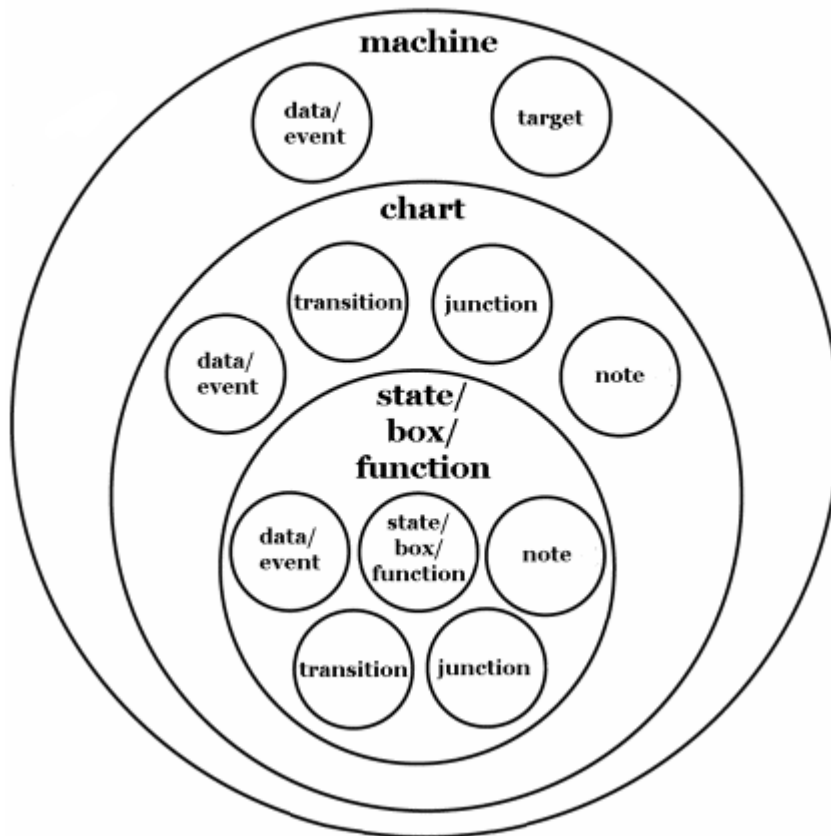 machine
data/
event
target
chart
transition
junction
data/
event
note
state/
box/
function
data/
event
state/
box/
function
note
transition
junction